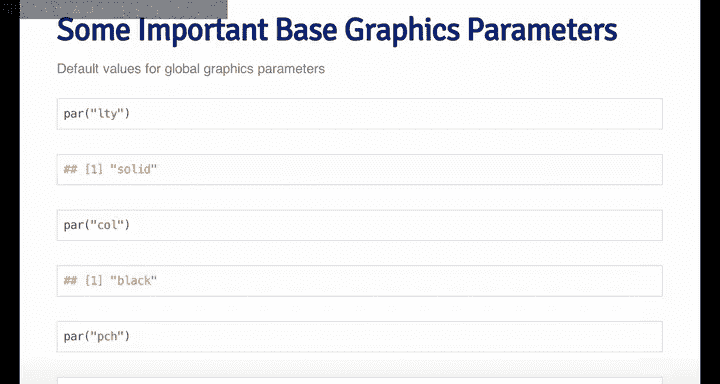 Some Important Base Graphics Parameters
Default values for global graphics parameters
par("lty")
## [1] "solid"
par("col")
## [1] "black"
par("pch")